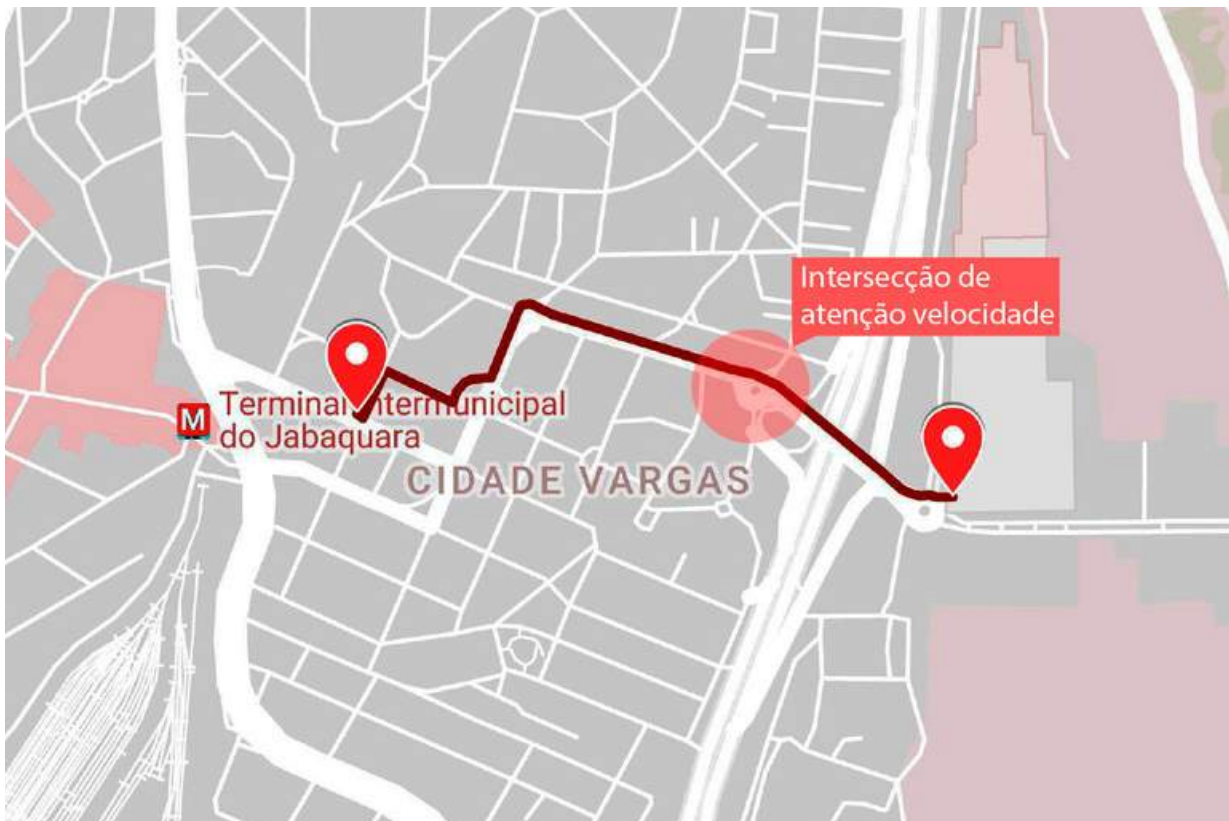 Intersecção de
atenção velocidade
M
Terminal Intermunicipal
do Jabaquara
CIDADE VARGAS